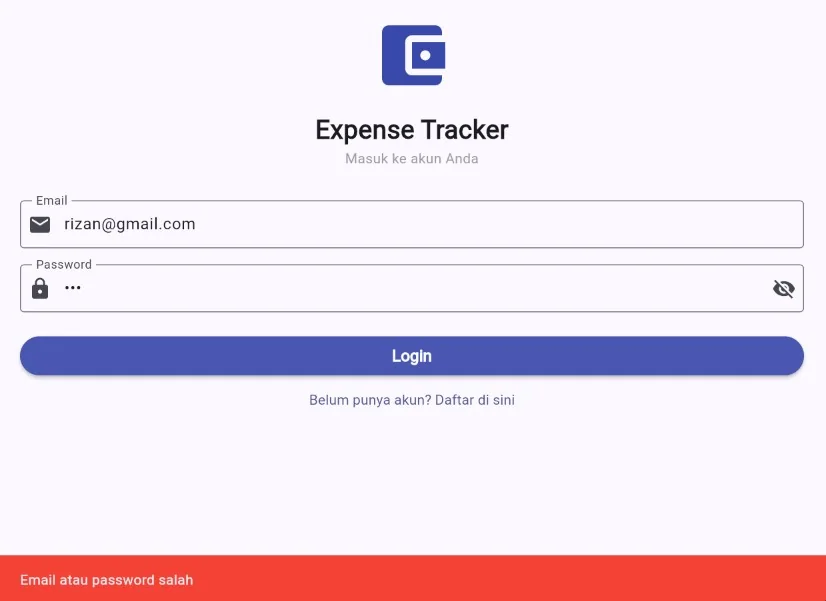 Expense Tracker
Masuk ke akun Anda
Email
rizan@gmail.com
Password
•••
Login
Belum punya akun? Daftar di sini
Email atau password salah